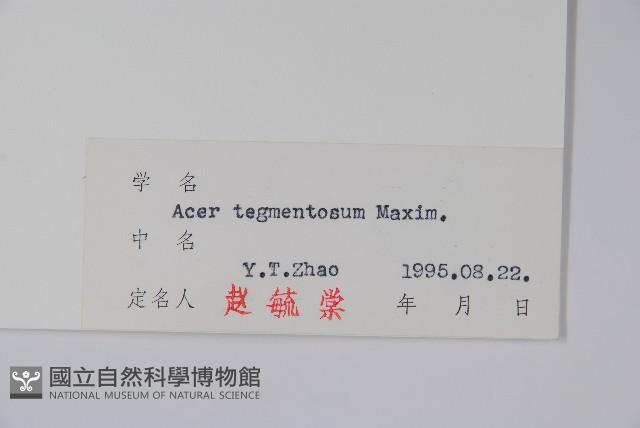 学 名
Acer tegmentosum Maxim.
中 名
Y.T.Zhao 1995.08.22.
定名人 赵毓棠 年 月 日
國立自然科學博物館
NATIONAL MUSEUM OF NATURAL SCIENCE